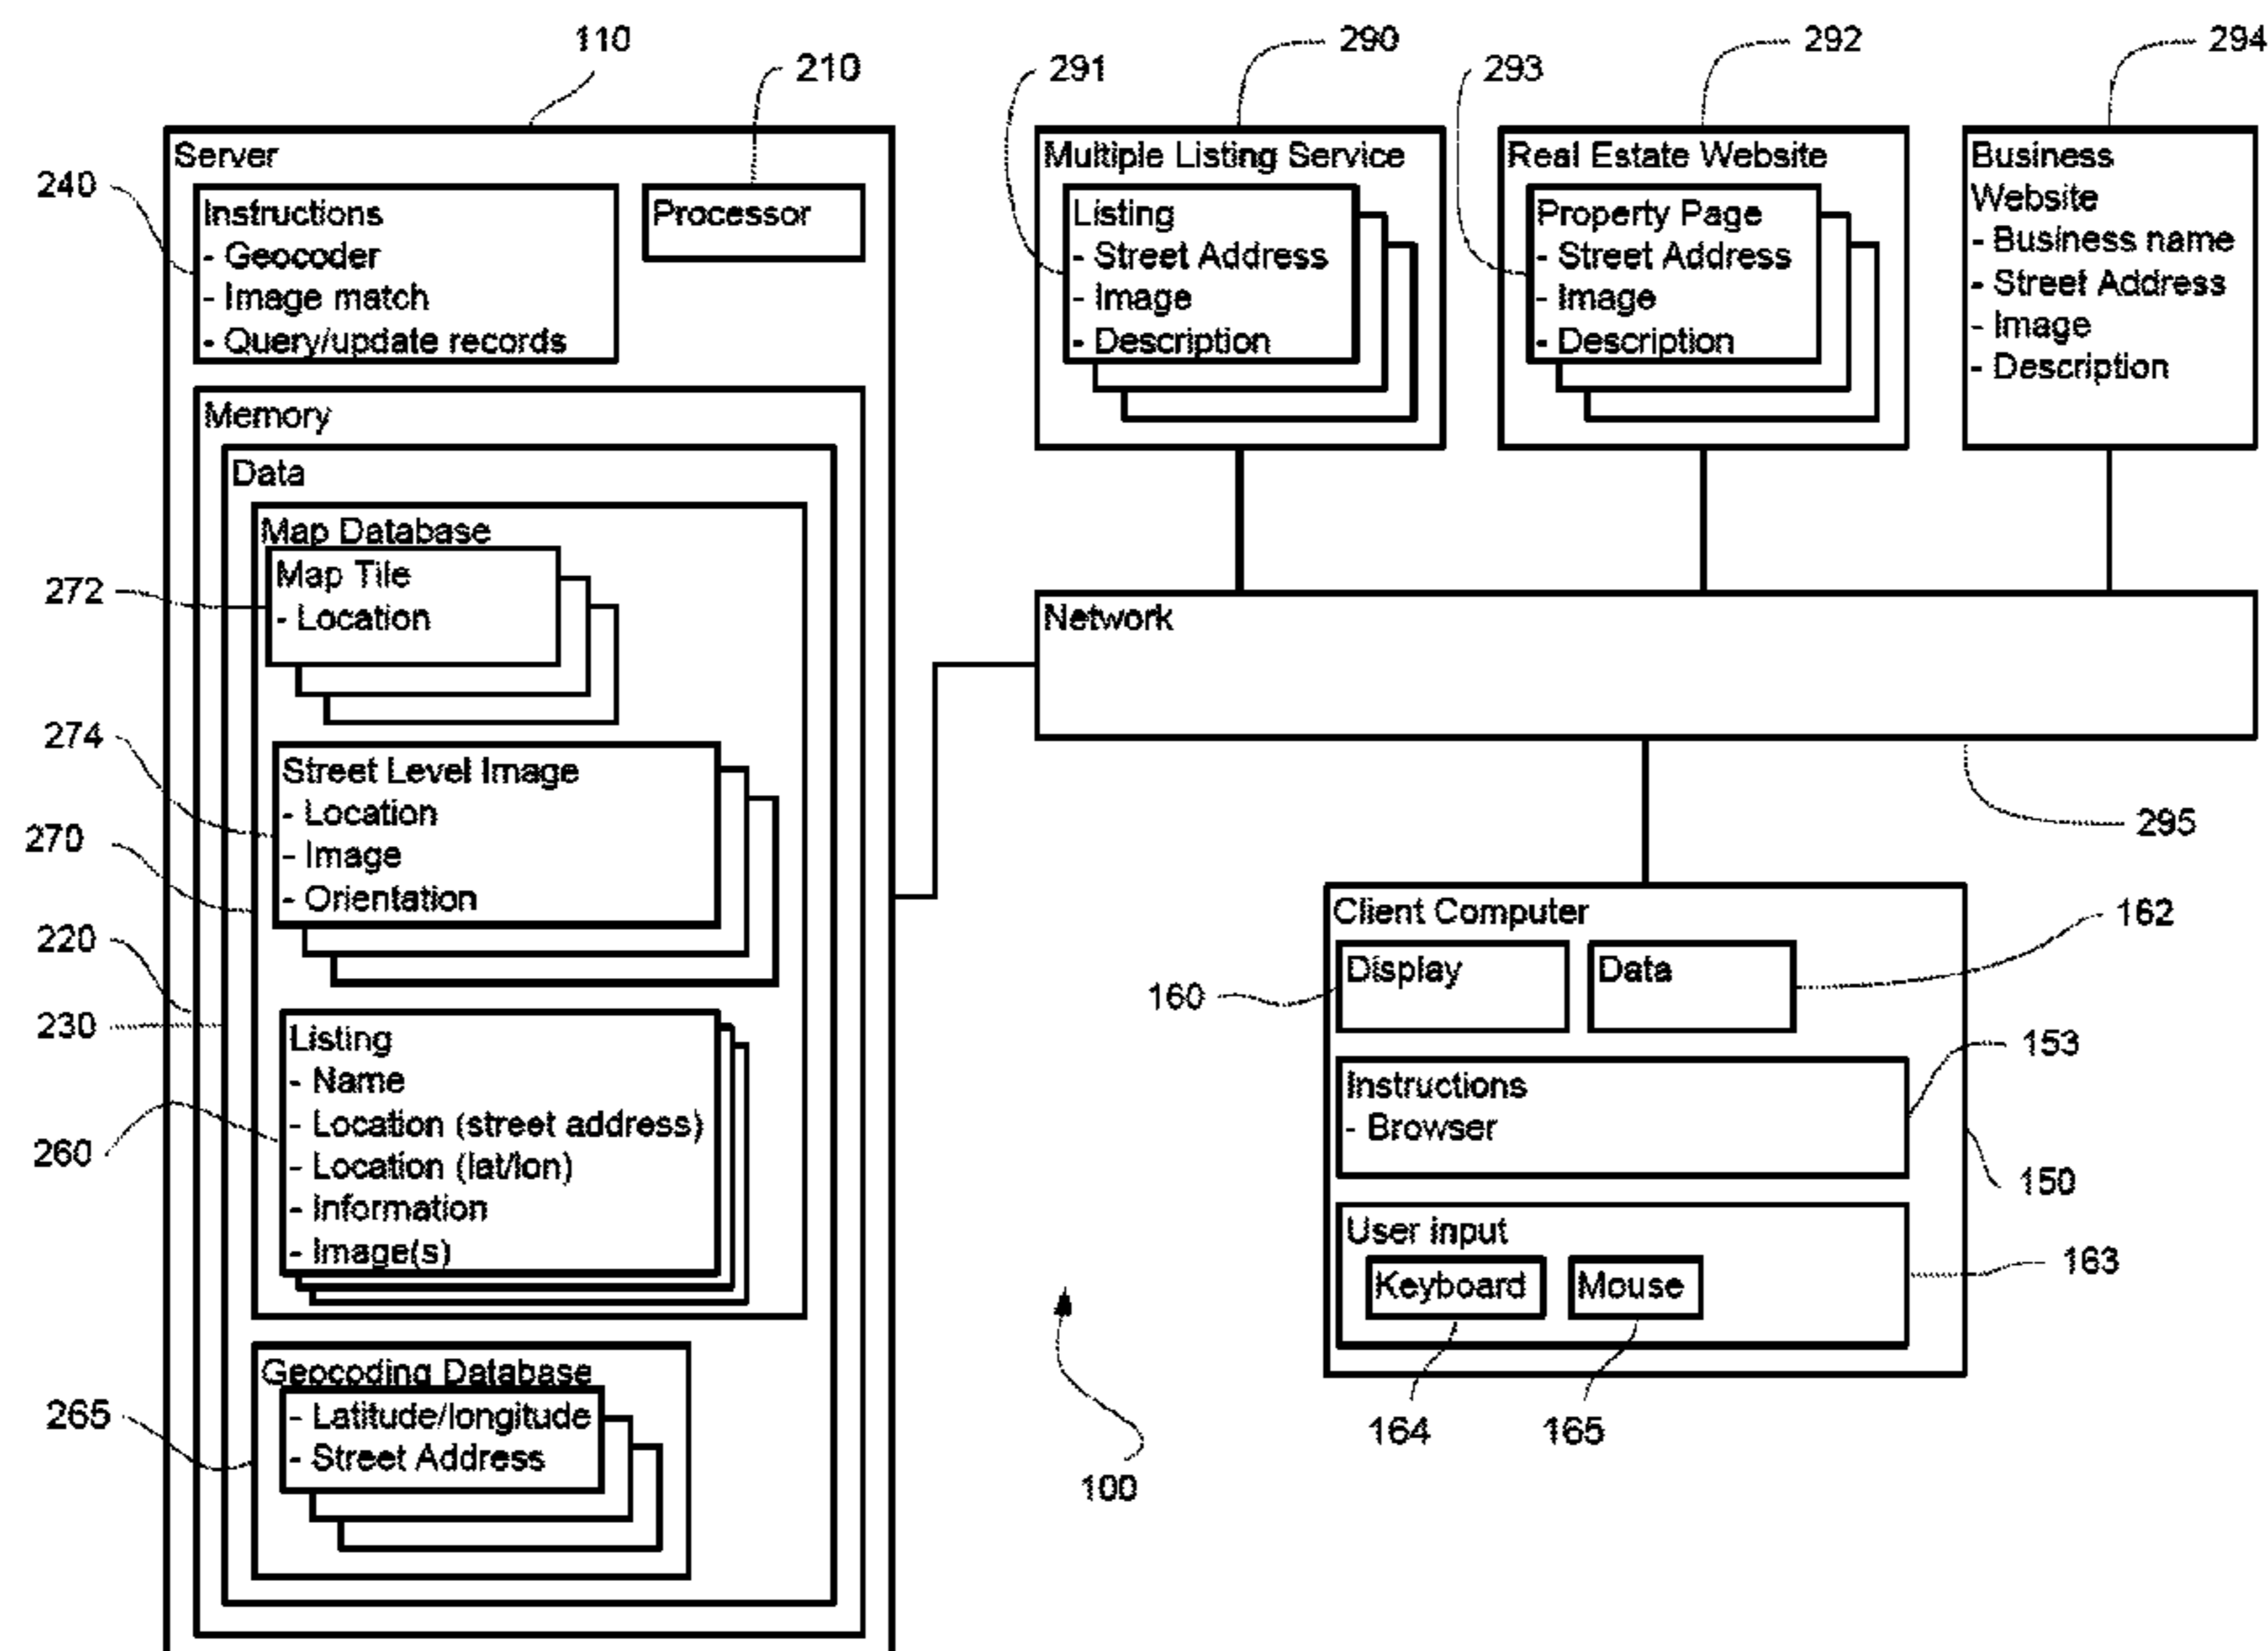 110
210
291
290
293
292
294
Server
240
Instructions
- Geocoder
- Image match
- Query/update records
Processor
Memory
Data
Map Database
272
Map Tile
- Location
274
Street Level Image
- Location
- Image
- Orientation
270
220
230
260
Listing
- Name
- Location (street address)
- Location (lat/lon)
- Information
- Image(s)
265
Geocoding Database
- Latitude/longitude
- Street Address
Multiple Listing Service
Listing
- Street Address
- Image
- Description
Real Estate Website
Property Page
- Street Address
- Image
- Description
Business
Website
- Business name
- Street Address
- Image
- Description
Network
295
Client Computer
160
Display
Data
162
Instructions
- Browser
153
150
User input
Keyboard
Mouse
163
164
165
100